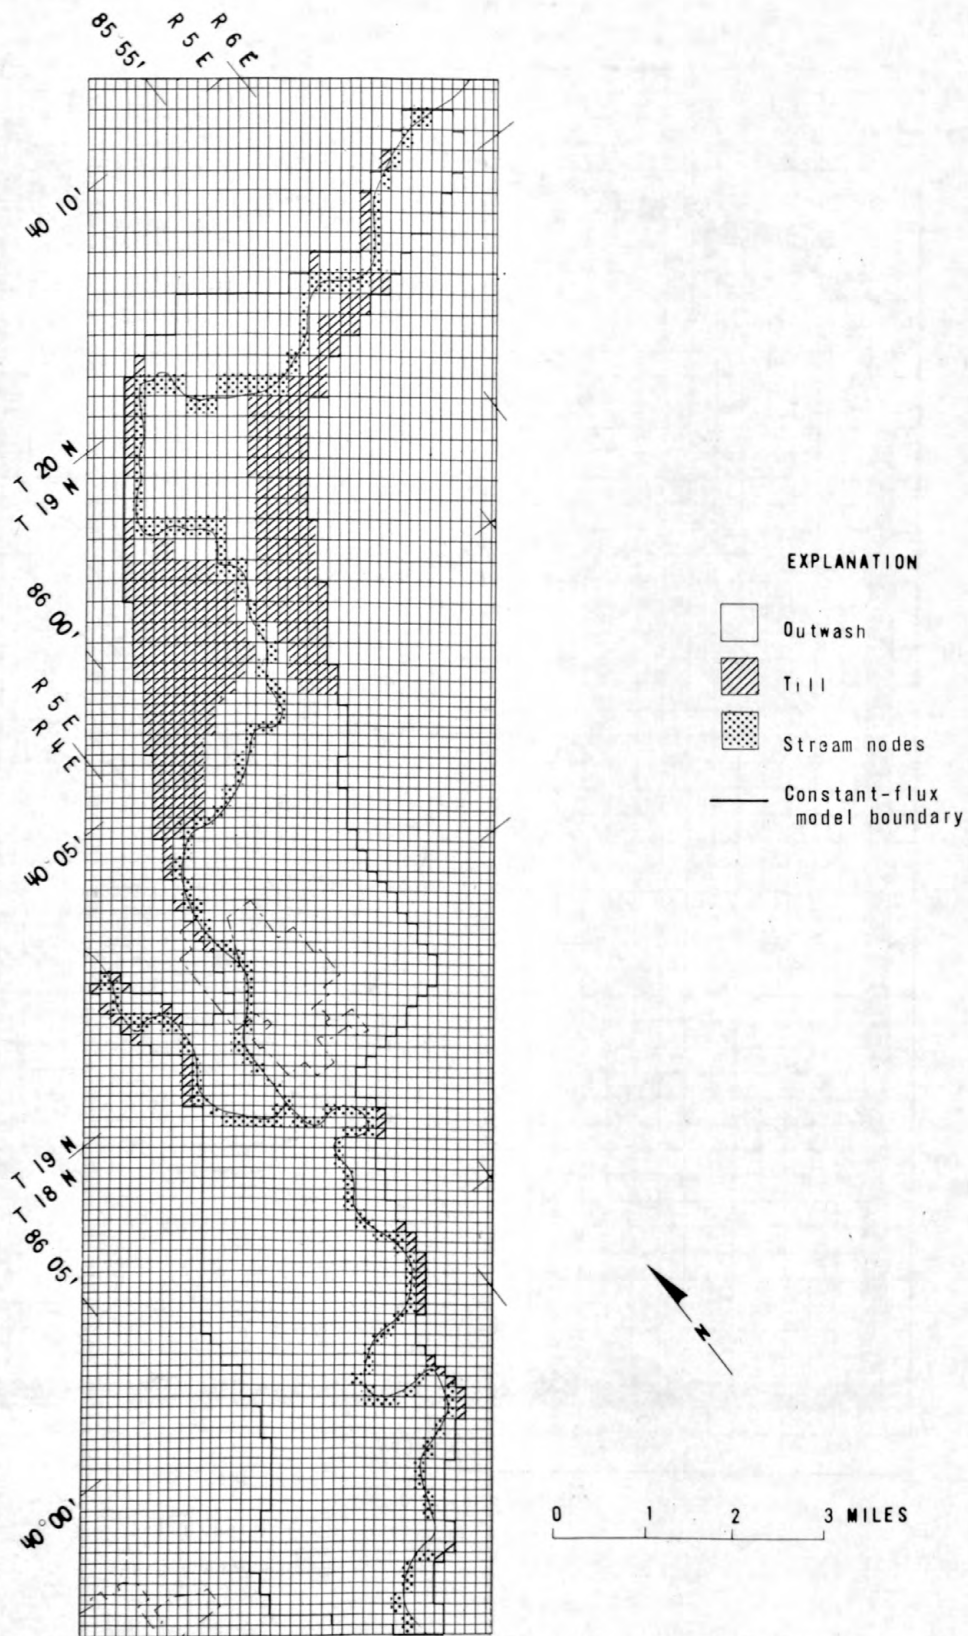 85 55'
R 5 E
R 6 E
40 10'
T 20 N
T 19 N
86 00'
R 5 E
R 4 E
40 05'
T 19 N
T 18 N
86 05'
40° 00'
EXPLANATION
Outwash
Till
Stream nodes
Constant-flux
model boundary
N
0 1 2 3 MILES